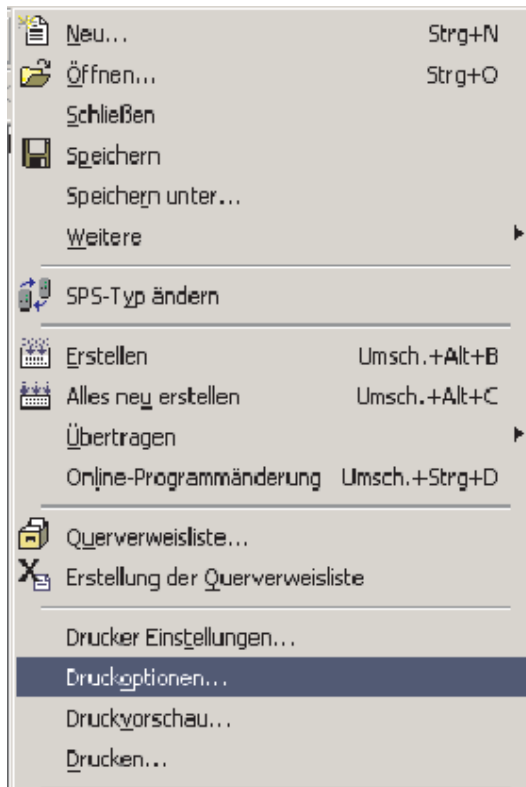 Neu... Strg+N
Öffnen... Strg+O
Schließen
Speichern
Speichern unter...
Weitere
SPS-Typ ändern
Erstellen Umsch.+Alt+B
Alles neu erstellen Umsch.+Alt+C
Übertragen
Online-Programmänderung Umsch.+Strg+D
Querverweisliste...
Erstellung der Querverweisliste
Drucker Einstellungen...
Druckoptionen...
Druckvorschau...
Drucken...